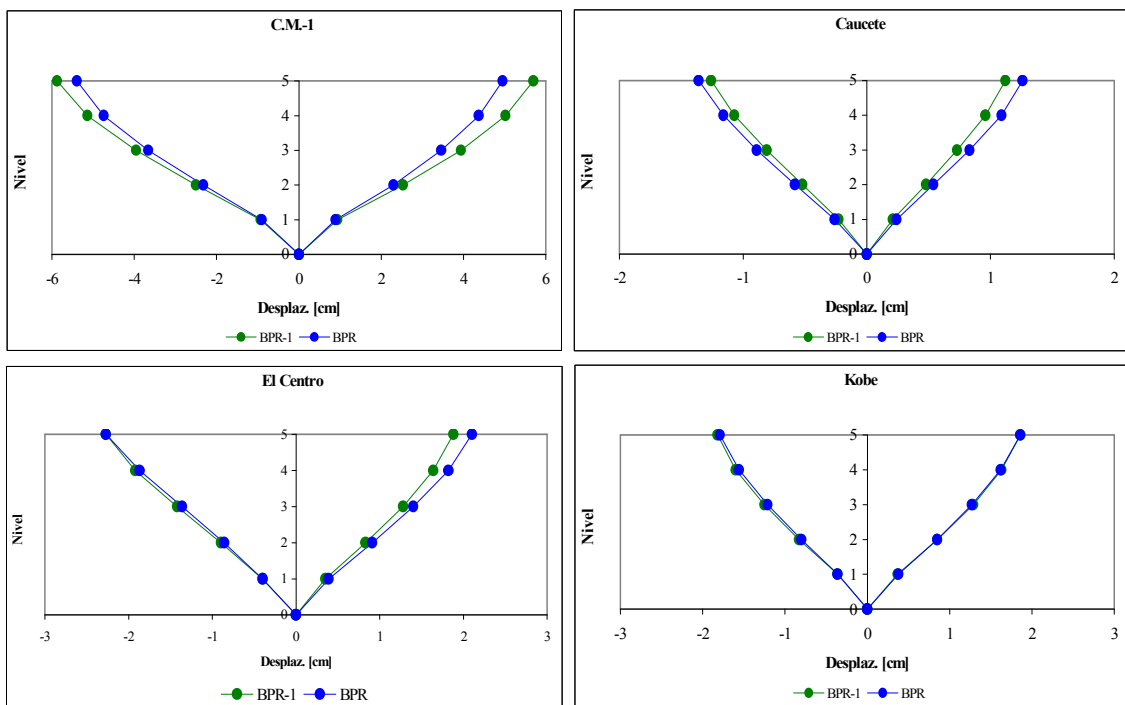 C.M.-1
5
4
3
2
1
0
Nivel
-6 -4 -2 0 2 4 6
Desplaz. [cm]
BPR-1 BPR
Caucete
5
4
3
2
1
0
Nivel
-2 -1 0 1 2
Desplaz. [cm]
BPR-1 BPR
El Centro
5
4
3
2
1
0
Nivel
-3 -2 -1 0 1 2 3
Desplaz. [cm]
BPR-1 BPR
Kobe
5
4
3
2
1
0
Nivel
-3 -2 -1 0 1 2 3
Desplaz. [cm]
BPR-1 BPR